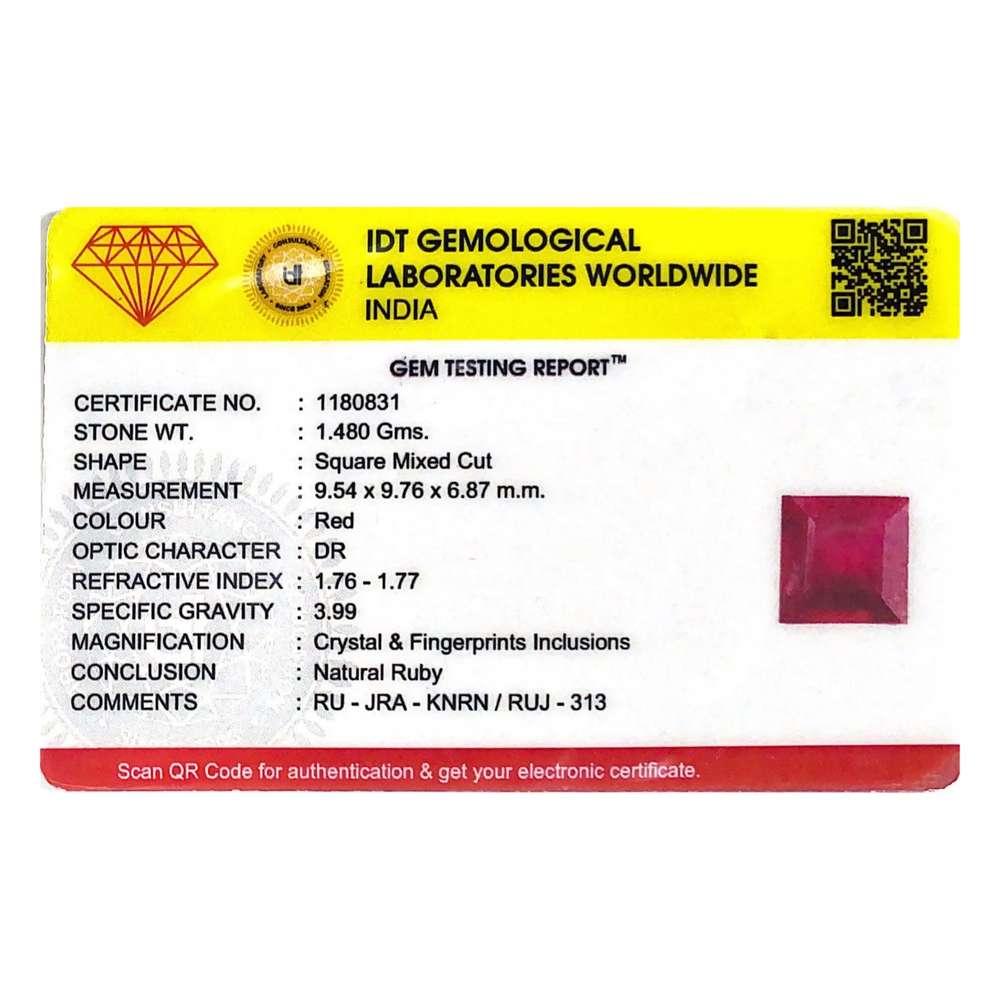 IDT GEMOLOGICAL
LABORATORIES WORLDWIDE
INDIA
GEM TESTING REPORT™
CERTIFICATE NO. : 1180831
STONE WT. : 1.480 Gms.
SHAPE : Square Mixed Cut
MEASUREMENT : 9.54 x 9.76 x 6.87 m.m.
COLOUR : Red
OPTIC CHARACTER : DR
REFRACTIVE INDEX : 1.76 - 1.77
SPECIFIC GRAVITY : 3.99
MAGNIFICATION : Crystal & Fingerprints Inclusions
CONCLUSION : Natural Ruby
COMMENTS : RU - JRA - KNRN / RUJ - 313
Scan QR Code for authentication & get your electronic certificate.